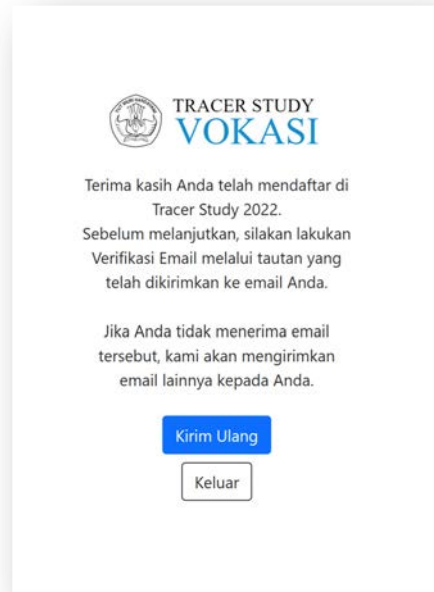 TRACER STUDY
VOKASI
Terima kasih Anda telah mendaftar di
Tracer Study 2022.
Sebelum melanjutkan, silakan lakukan
Verifikasi Email melalui tautan yang
telah dikirimkan ke email Anda.
Jika Anda tidak menerima email
tersebut, kami akan mengirimkan
email lainnya kepada Anda.
Kirim Ulang
Keluar